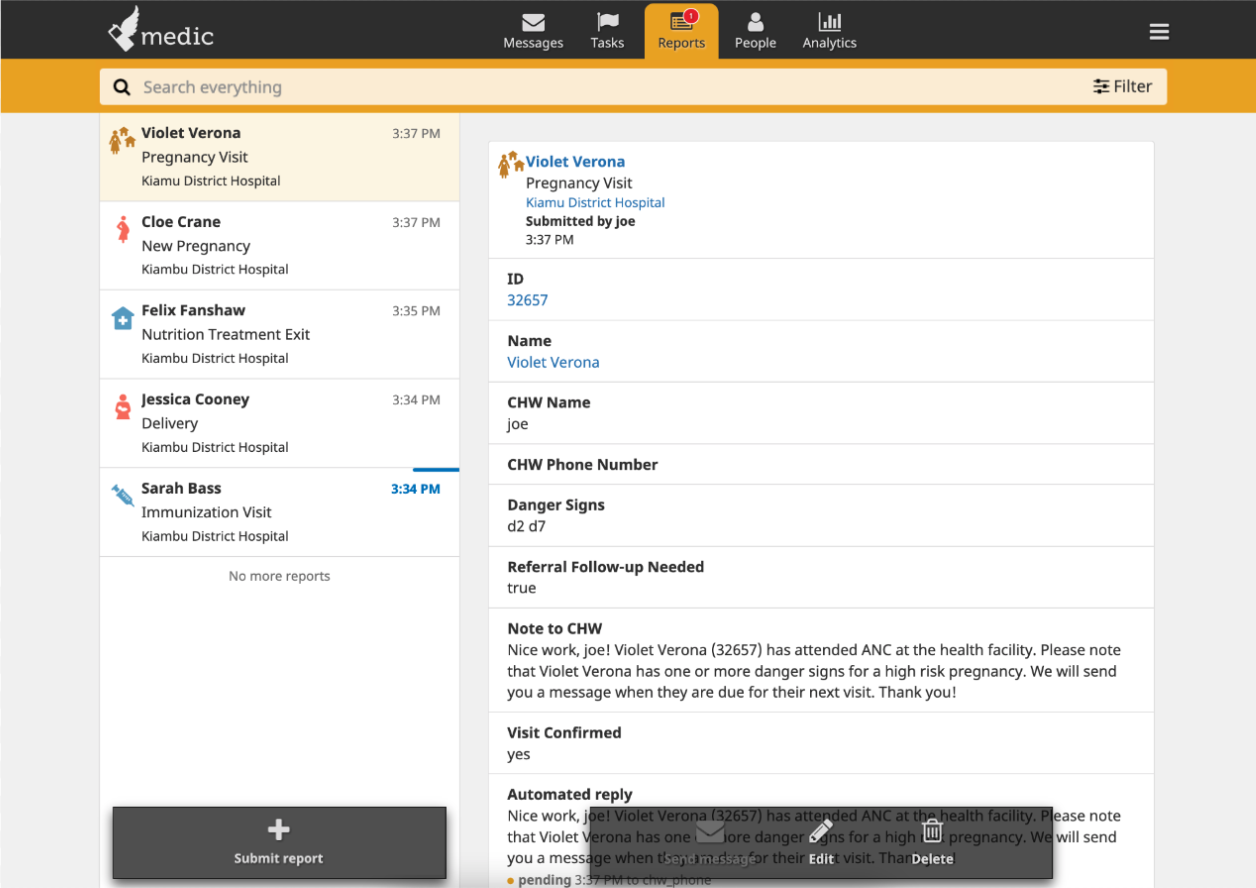 medic
Messages
Tasks
1
Reports
People
Analytics
Search everything
Filter
Violet Verona 3:37 PM
Pregnancy Visit
Kiamu District Hospital
Cloe Crane 3:37 PM
New Pregnancy
Kiambu District Hospital
Felix Fanshaw 3:35 PM
Nutrition Treatment Exit
Kiambu District Hospital
Jessica Cooney 3:34 PM
Delivery
Kiambu District Hospital
Sarah Bass 3:34 PM
Immunization Visit
Kiambu District Hospital
No more reports
Submit report
Violet Verona
Pregnancy Visit
Kiamu District Hospital
Submitted by joe
3:37 PM
ID
32657
Name
Violet Verona
CHW Name
joe
CHW Phone Number
Danger Signs
d2 d7
Referral Follow-up Needed
true
Note to CHW
Nice work, joe! Violet Verona (32657) has attended ANC at the health facility. Please note
that Violet Verona has one or more danger signs for a high risk pregnancy. We will send
you a message when they are due for their next visit. Thank you!
Visit Confirmed
yes
Automated reply
Nice work, joe! Violet Verona (32657) has attended ANC at the health facility. Please note
that Violet Verona has one or more danger signs for a high risk pregnancy. We will send
you a message when they are due for their next visit. Thank you!
pending 3:37 PM to chw_phone
Send message
Edit
Delete